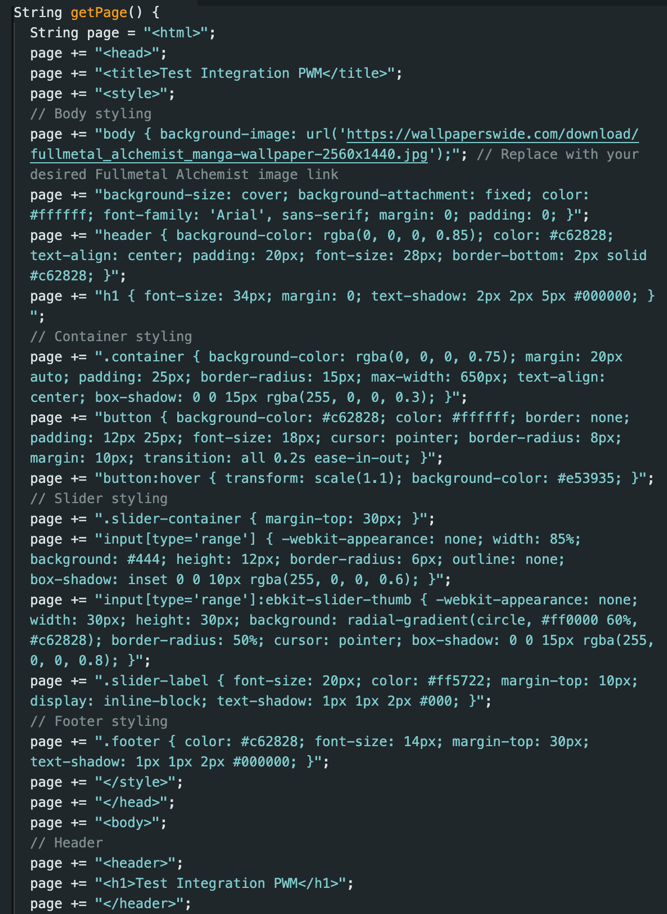 String getPage() {
String page = "<html>";
page += "<head>";
page += "<title>Test Integration PWM</title>";
page += "<style>";
// Body styling
page += "body { background-image: url('https://wallpaperswide.com/download/
fullmetal_alchemist_manga-wallpaper-2560x1440.jpg');"; // Replace with your
desired Fullmetal Alchemist image link
page += "background-size: cover; background-attachment: fixed; color:
#ffffff; font-family: 'Arial', sans-serif; margin: 0; padding: 0; }";
page += "header { background-color: rgba(0, 0, 0, 0.85); color: #c62828;
text-align: center; padding: 20px; font-size: 28px; border-bottom: 2px solid
#c62828; }";
page += "h1 { font-size: 34px; margin: 0; text-shadow: 2px 2px 5px #000000; }
";
// Container styling
page += ".container { background-color: rgba(0, 0, 0, 0.75); margin: 20px
auto; padding: 25px; border-radius: 15px; max-width: 650px; text-align:
center; box-shadow: 0 0 15px rgba(255, 0, 0, 0.3); }";
page += "button { background-color: #c62828; color: #ffffff; border: none;
padding: 12px 25px; font-size: 18px; cursor: pointer; border-radius: 8px;
margin: 10px; transition: all 0.2s ease-in-out; }";
page += "button:hover { transform: scale(1.1); background-color: #e53935; }";
// Slider styling
page += ".slider-container { margin-top: 30px; }";
page += "input[type='range'] { -webkit-appearance: none; width: 85%;
background: #444; height: 12px; border-radius: 6px; outline: none;
box-shadow: inset 0 0 10px rgba(255, 0, 0, 0.6); }";
page += "input[type='range']:ebkit-slider-thumb { -webkit-appearance: none;
width: 30px; height: 30px; background: radial-gradient(circle, #ff0000 60%,
#c62828); border-radius: 50%; cursor: pointer; box-shadow: 0 0 15px rgba(255,
0, 0, 0.8); }";
page += ".slider-label { font-size: 20px; color: #ff5722; margin-top: 10px;
display: inline-block; text-shadow: 1px 1px 2px #000; }";
// Footer styling
page += ".footer { color: #c62828; font-size: 14px; margin-top: 30px;
text-shadow: 1px 1px 2px #000000; }";
page += "</style>";
page += "</head>";
page += "<body>";
// Header
page += "<header>";
page += "<h1>Test Integration PWM</h1>";
page += "</header>";